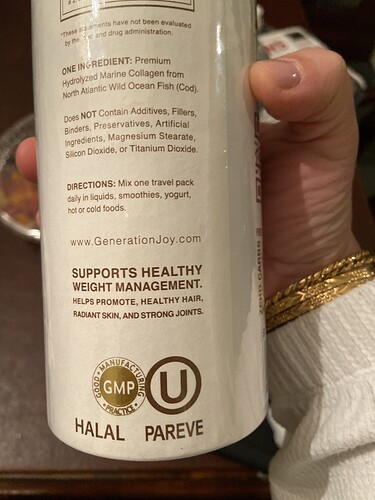 *These statements have not been evaluated
by the food and drug administration.
ONE INGREDIENT: Premium
Hydrolyzed Marine Collagen from
North Atlantic Wild Ocean Fish (Cod).
Does NOT Contain Additives, Fillers,
Binders, Preservatives, Artificial
Ingredients, Magnesium Stearate,
Silicon Dioxide, or Titanium Dioxide.
DIRECTIONS: Mix one travel pack
daily in liquids, smoothies, yogurt,
hot or cold foods.
www.GenerationJoy.com
SUPPORTS HEALTHY
WEIGHT MANAGEMENT.
HELPS PROMOTE, HEALTHY HAIR,
RADIANT SKIN, AND STRONG JOINTS.
GOOD MANUFACTURING PRACTICE
GMP
U
HALAL PAREVE
ZERO CARBS